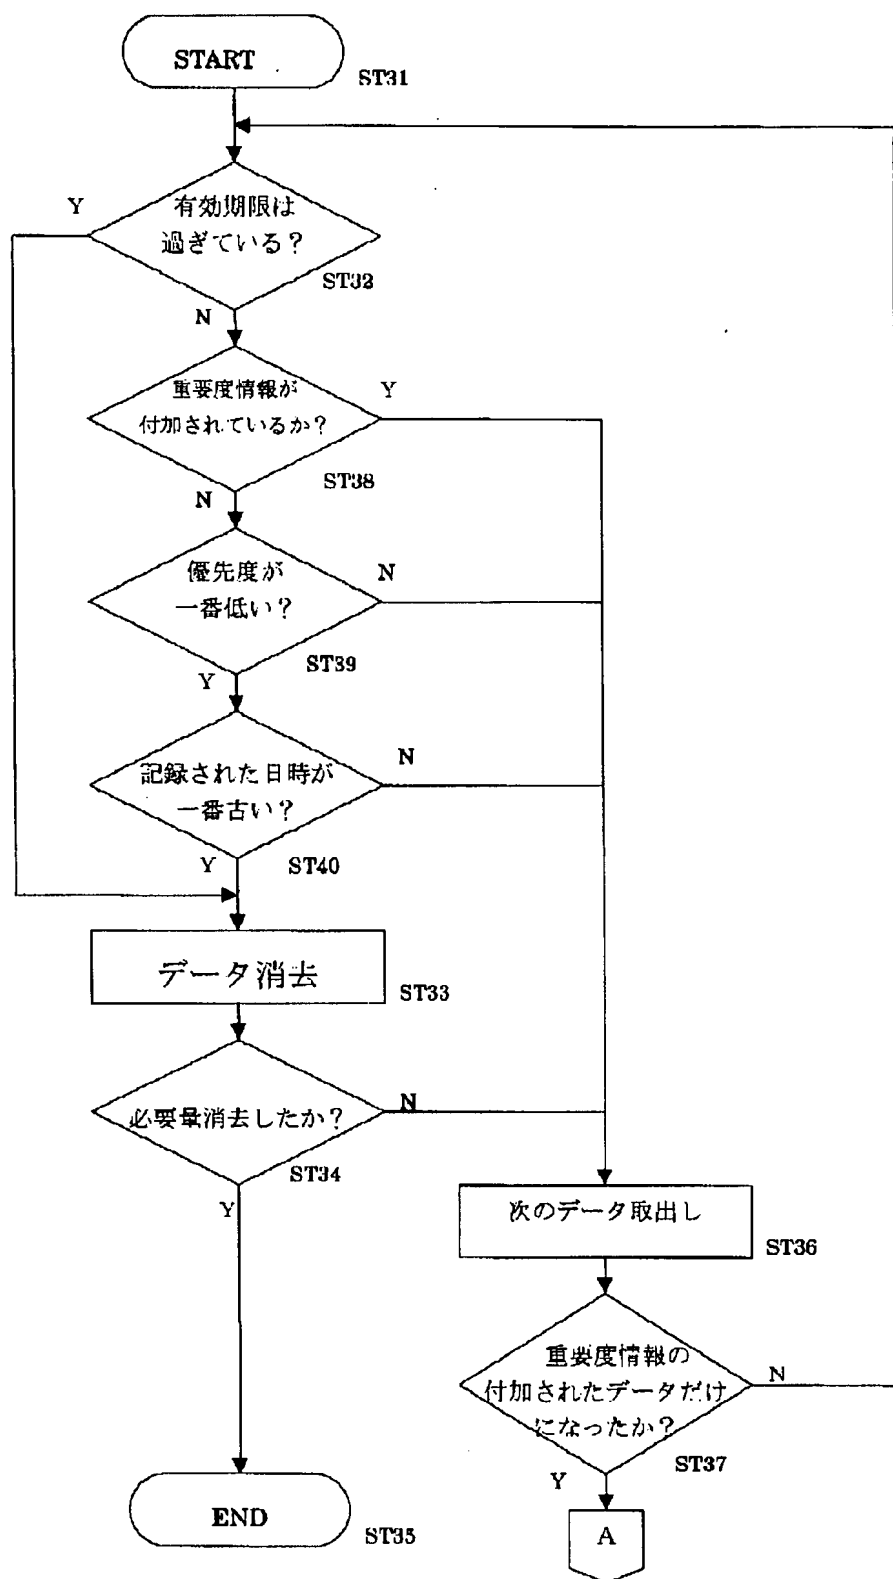 START
ST31
Y
有効期限は
過ぎている？
ST32
N
重要度情報が
付加されているか？
Y
ST38
N
優先度が
一番低い？
N
ST39
Y
記録された日時が
一番古い？
N
ST40
Y
データ消去
ST33
必要量消去したか？
N
ST34
Y
次のデータ取出し
ST36
重要度情報の
付加されたデータだけ
になったか？
N
ST37
Y
END
ST35
A